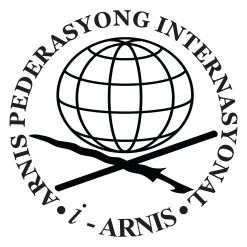 ARNIS PEDERASYONG INTERNASYONAL
• i - ARNIS •